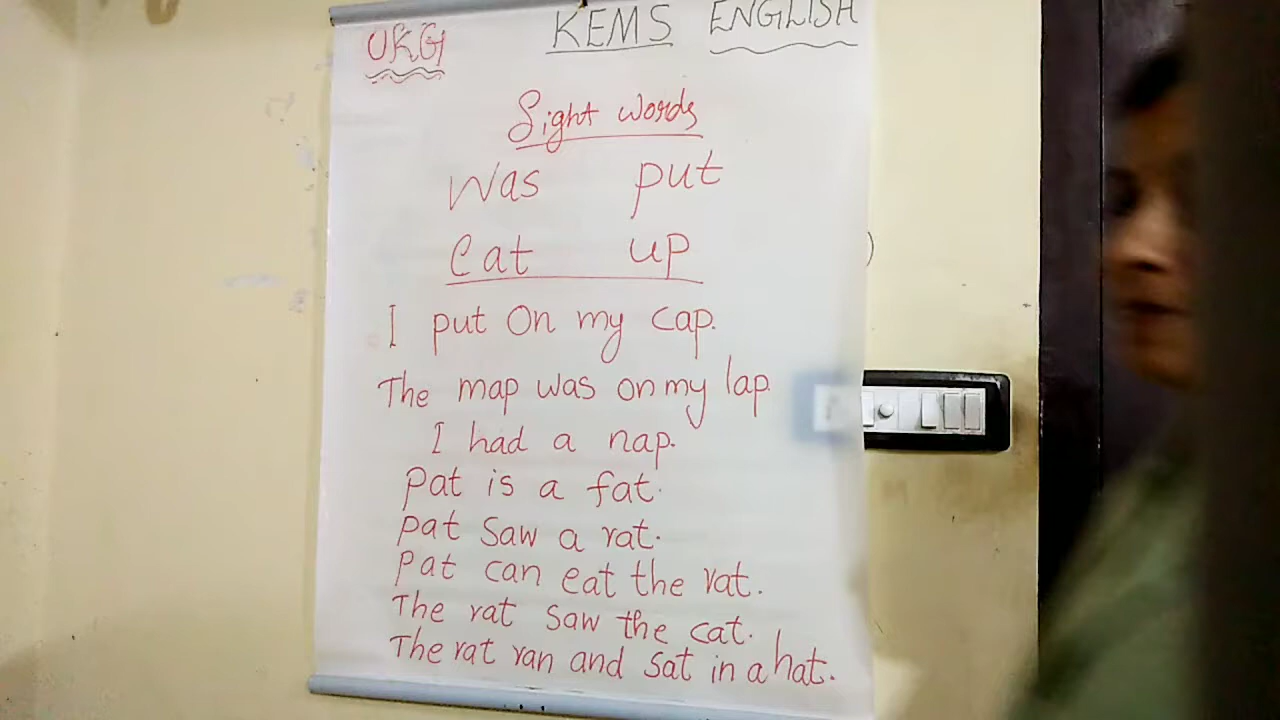 UKG KEMS ENGLISH
Sight words
Was put
Eat up
I put On my cap.
The map was on my lap
I had a nap.
Pat is a fat.
pat Saw a rat.
Pat can eat the rat.
The rat Saw the cat.
The rat ran and Sat in a hat.